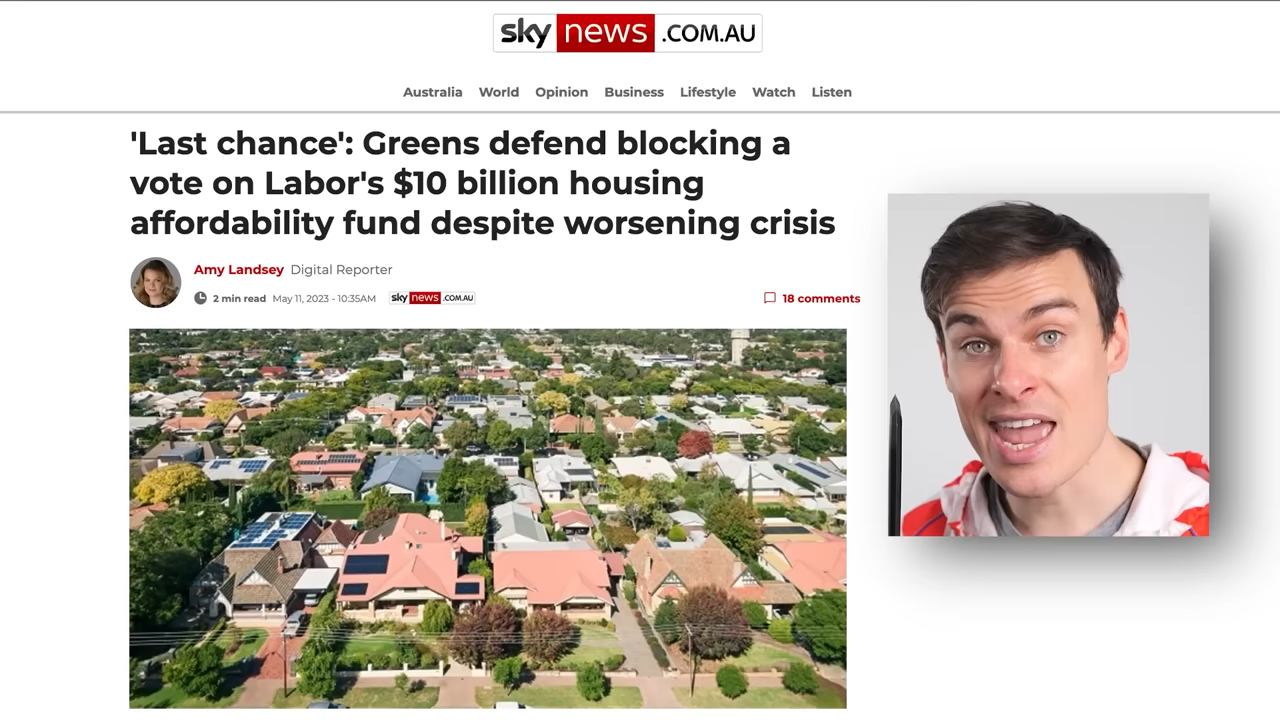 sky news .COM.AU
Australia World Opinion Business Lifestyle Watch Listen
'Last chance': Greens defend blocking a
vote on Labor's $10 billion housing
affordability fund despite worsening crisis
Amy Landsey Digital Reporter
2 min read May 11, 2023 - 10:35AM sky news .COM.AU
18 comments